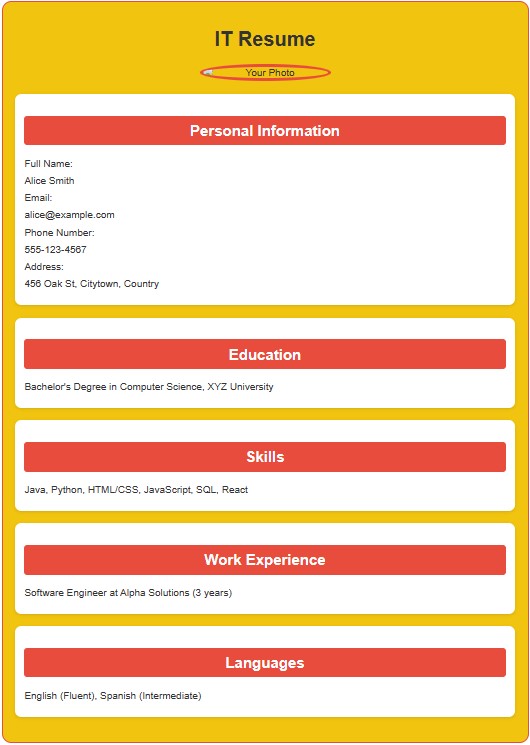 IT Resume
Your Photo
Personal Information
Full Name:
Alice Smith
Email:
alice@example.com
Phone Number:
555-123-4567
Address:
456 Oak St, Citytown, Country
Education
Bachelor's Degree in Computer Science, XYZ University
Skills
Java, Python, HTML/CSS, JavaScript, SQL, React
Work Experience
Software Engineer at Alpha Solutions (3 years)
Languages
English (Fluent), Spanish (Intermediate)